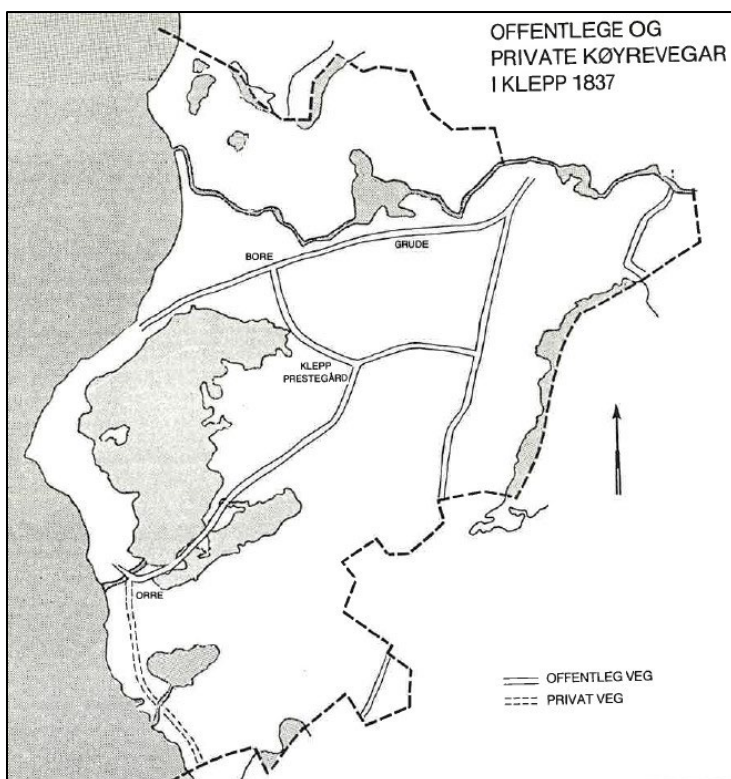 OFFENTLEGE OG
PRIVATE KØYREVEGAR
I KLEPP 1837
BORE
GRUDE
KLEPP
PRESTEGÅRD
ORRE
OFFENTLEG VEG
PRIVAT VEG